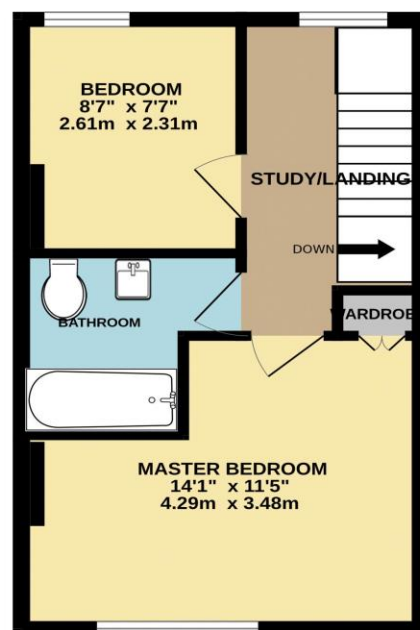 BEDROOM
8'7" x 7'7"
2.61m x 2.31m
STUDY/LANDING
DOWN
BATHROOM
WARDROBE
MASTER BEDROOM
14'1" x 11'5"
4.29m x 3.48m